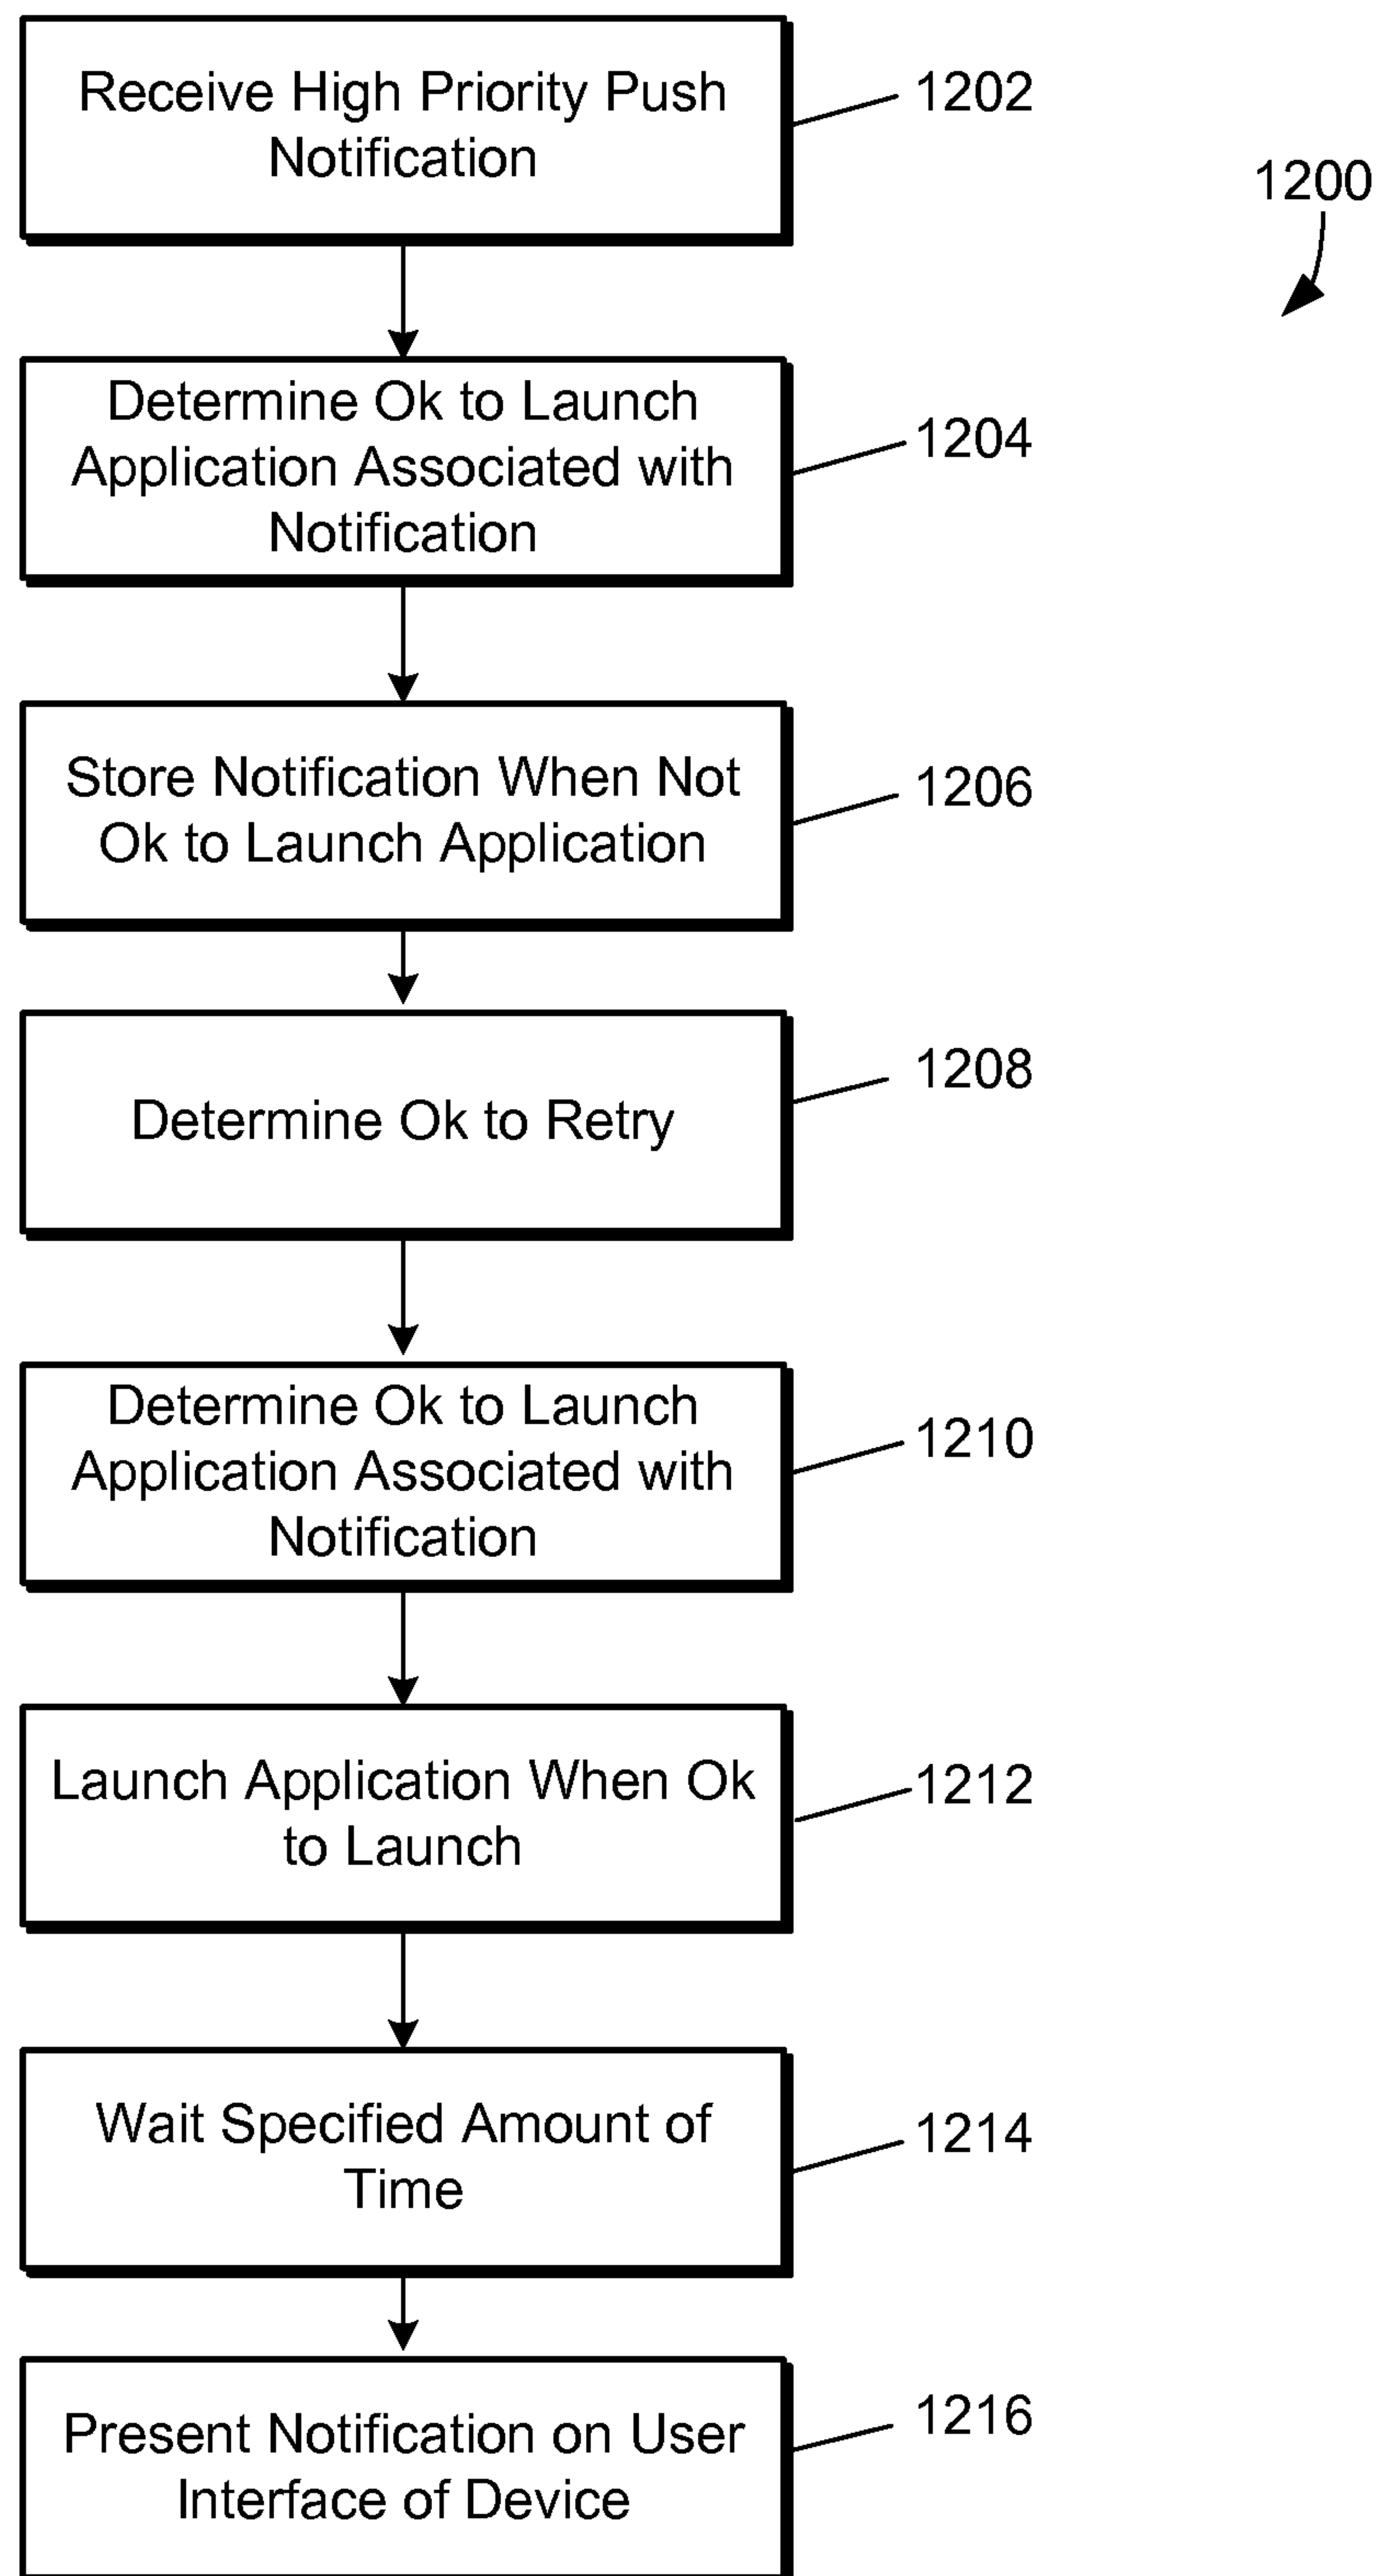 Receive High Priority Push
Notification
1202
1200
Determine Ok to Launch
Application Associated with
Notification
1204
Store Notification When Not
Ok to Launch Application
1206
Determine Ok to Retry
1208
Determine Ok to Launch
Application Associated with
Notification
1210
Launch Application When Ok
to Launch
1212
Wait Specified Amount of
Time
1214
Present Notification on User
Interface of Device
1216